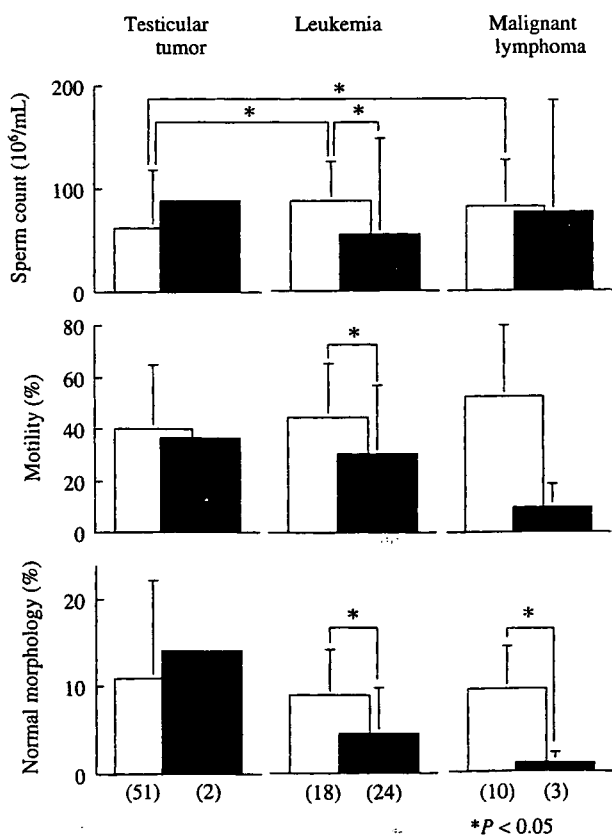 Testicular tumor
Leukemia
Malignant lymphoma
Sperm count (10⁶/mL)
200
100
0
*
*
*
Motility (%)
80
60
40
20
0
*
Normal morphology (%)
20
10
0
*
*
(51) (2) (18) (24) (10) (3)
*P < 0.05